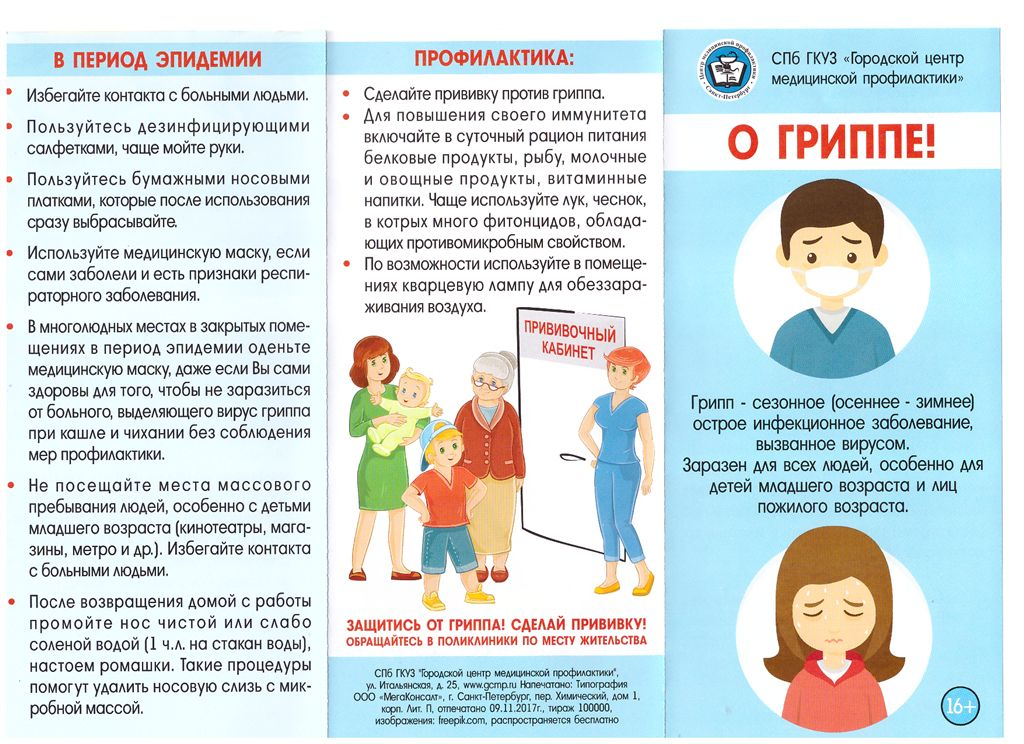 В ПЕРИОД ЭПИДЕМИИ
• Избегайте контакта с больными людьми.
• Пользуйтесь дезинфицирующими
салфетками, чаще мойте руки.
• Пользуйтесь бумажными носовыми
платками, которые после использования
сразу выбрасывайте.
• Используйте медицинскую маску, если
сами заболели и есть признаки респи-
раторного заболевания.
• В многолюдных местах в закрытых поме-
щениях в период эпидемии оденьте
медицинскую маску, даже если Вы сами
здоровы для того, чтобы не заразиться
от больного, выделяющего вирус гриппа
при кашле и чихании без соблюдения
мер профилактики.
• Не посещайте места массового
пребывания людей, особенно с детьми
младшего возраста (кинотеатры, мага-
зины, метро и др.). Избегайте контакта
с больными людьми.
• После возвращения домой с работы
промойте нос чистой или слабо
соленой водой (1 ч.л. на стакан воды),
настоем ромашки. Такие процедуры
помогут удалить носовую слизь с мик-
робной массой.
ПРОФИЛАКТИКА:
• Сделайте прививку против гриппа.
• Для повышения своего иммунитета
включайте в суточный рацион питания
белковые продукты, рыбу, молочные
и овощные продукты, витаминные
напитки. Чаще используйте лук, чеснок,
в котрых много фитонцидов, облада-
ющих противомикробным свойством.
• По возможности используйте в помеще-
ниях кварцевую лампу для обеззара-
живания воздуха.
ПРИВИВОЧНЫЙ
КАБИНЕТ
ЗАЩИТИСЬ ОТ ГРИППА! СДЕЛАЙ ПРИВИВКУ!
ОБРАЩАЙТЕСЬ В ПОЛИКЛИНИКИ ПО МЕСТУ ЖИТЕЛЬСТВА
СПб ГКУЗ "Городской центр медицинской профилактики",
ул. Итальянская, д. 25, www.gcmp.ru Напечатано: Типография
ООО «МегаКонсалт», г. Санкт-Петербург, пер. Химический, дом 1,
корп. Лит. П, отпечатано 09.11.2017г., тираж 100000,
изображения: freepik.com, распространяется бесплатно
Центр медицинской профилактики
• Санкт-Петербург •
СПб ГКУЗ «Городской центр
медицинской профилактики»
О ГРИППЕ!
Грипп - сезонное (осеннее - зимнее)
острое инфекционное заболевание,
вызванное вирусом.
Заразен для всех людей, особенно для
детей младшего возраста и лиц
пожилого возраста.
16+